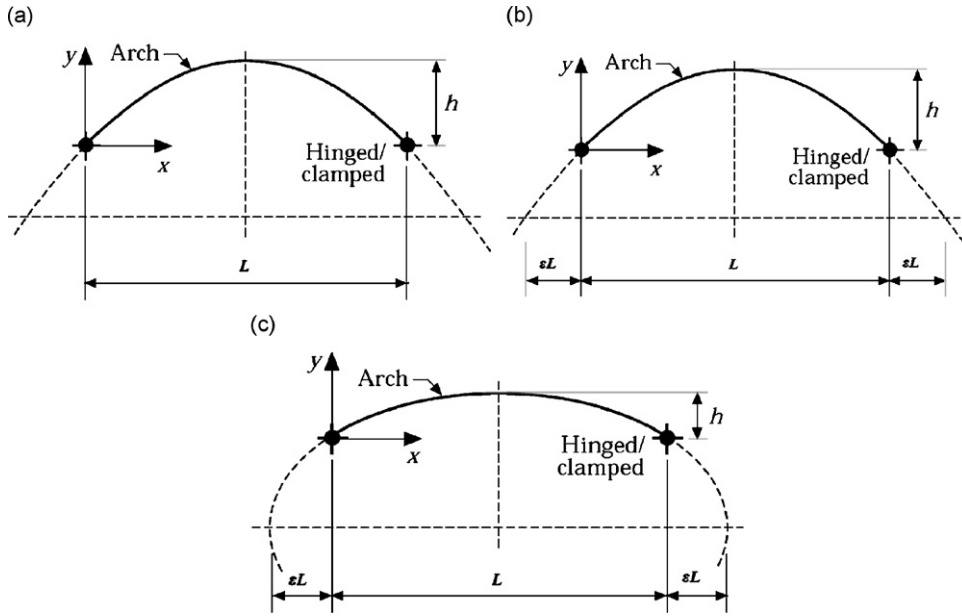 (a)
y
Arch
h
x
Hinged/
clamped
L
(b)
y
Arch
h
x
Hinged/
clamped
εL
L
εL
(c)
y
Arch
h
x
Hinged/
clamped
εL
L
εL